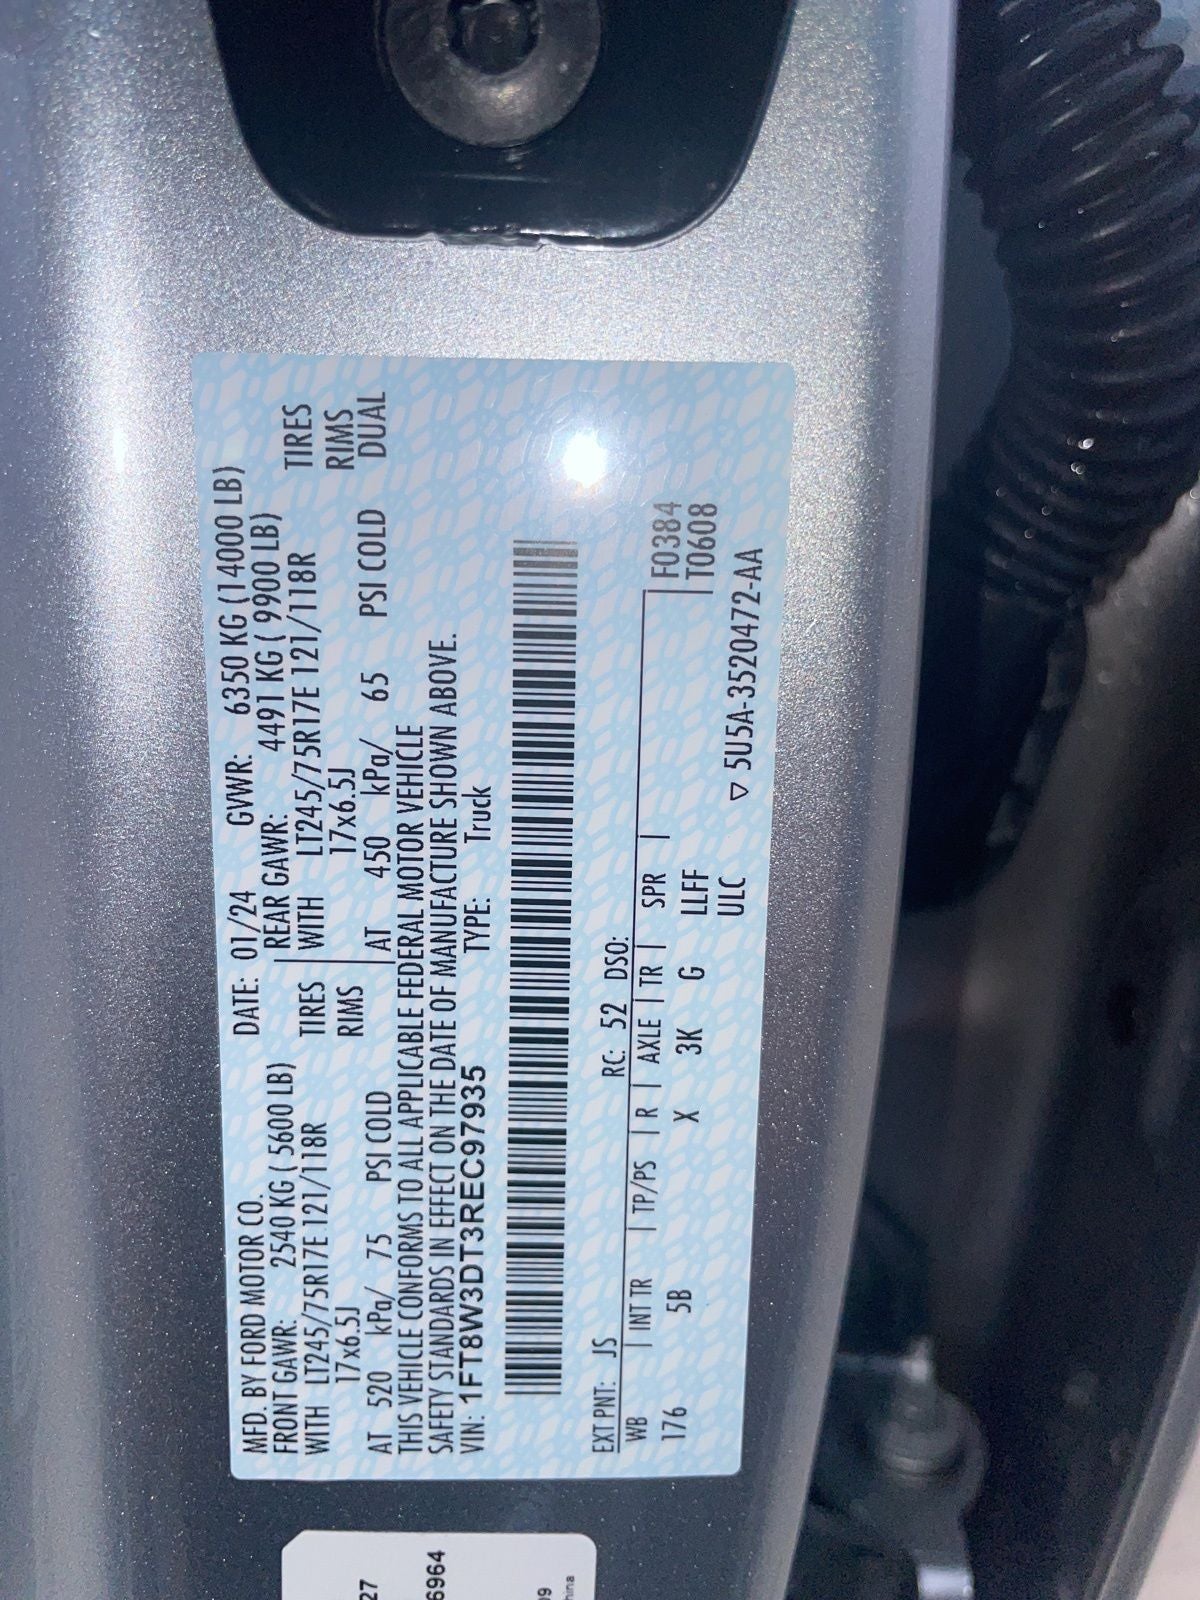 MFD. BY FORD MOTOR CO.
DATE: 01/24 GVWR: 6350 KG (14000 LB)
FRONT GAWR: 2540 KG ( 5600 LB) REAR GAWR: 4491 KG ( 9900 LB)
WITH LT245/75R17E 121/118R TIRES WITH LT245/75R17E 121/118R TIRES
17x6.5J RIMS 17x6.5J RIMS
AT 520 kPa/ 75 PSI COLD AT 450 kPa/ 65 PSI COLD DUAL
THIS VEHICLE CONFORMS TO ALL APPLICABLE FEDERAL MOTOR VEHICLE
SAFETY STANDARDS IN EFFECT ON THE DATE OF MANUFACTURE SHOWN ABOVE.
VIN: 1FT8W3DT3REC97935 TYPE: Truck
EXT PNT: JS RC: 52 DSO:
WB | INT TR | TP/PS | R | AXLE | TR | SPR | F0384
176 5B X 3K G LLFF T0608
ULC ▽ 5U5A-3520472-AA
27
6964
09
hina